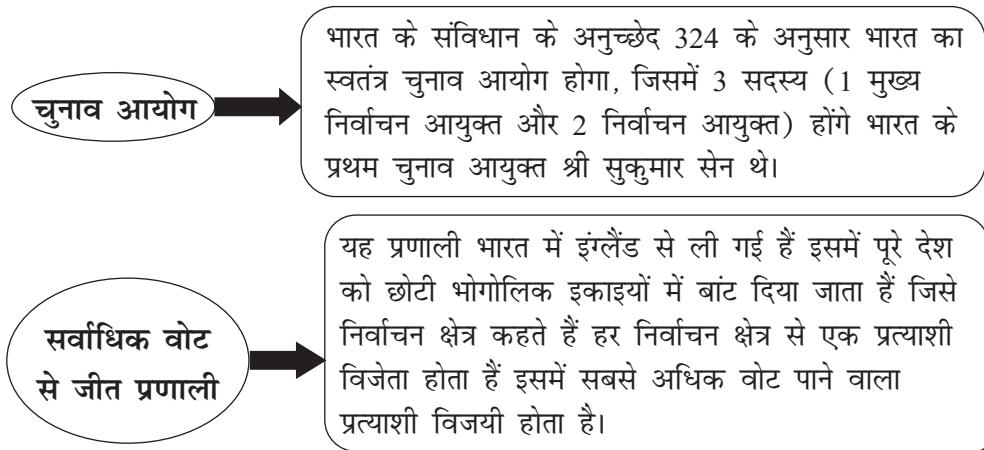 चुनाव आयोग
भारत के संविधान के अनुच्छेद 324 के अनुसार भारत का
स्वतंत्र चुनाव आयोग होगा, जिसमें 3 सदस्य (1 मुख्य
निर्वाचन आयुक्त और 2 निर्वाचन आयुक्त) होंगे भारत के
प्रथम चुनाव आयुक्त श्री सुकुमार सेन थे।
सर्वाधिक वोट
से जीत प्रणाली
यह प्रणाली भारत में इंग्लैंड से ली गई हैं इसमें पूरे देश
को छोटी भोगोलिक इकाइयों में बांट दिया जाता हैं जिसे
निर्वाचन क्षेत्र कहते हैं हर निर्वाचन क्षेत्र से एक प्रत्याशी
विजेता होता हैं इसमें सबसे अधिक वोट पाने वाला
प्रत्याशी विजयी होता है।